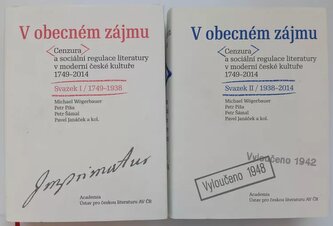 V obecném zájmu
Cenzura
a sociální regulace literatury
v moderní české kultuře
1749–2014
Svazek I / 1749–1938
Michael Wögerbauer
Petr Píša
Petr Šámal
Pavel Janáček a kol.
Imprimatur
Academia
Ústav pro českou literaturu AV ČR
V obecném zájmu
Cenzura
a sociální regulace literatury
v moderní české kultuře
1749–2014
Svazek II / 1938–2014
Michael Wögerbauer
Petr Píša
Petr Šámal
Pavel Janáček a kol.
Vyloučeno 1942
Vyloučeno 1948
Academia
Ústav pro českou literaturu AV ČR